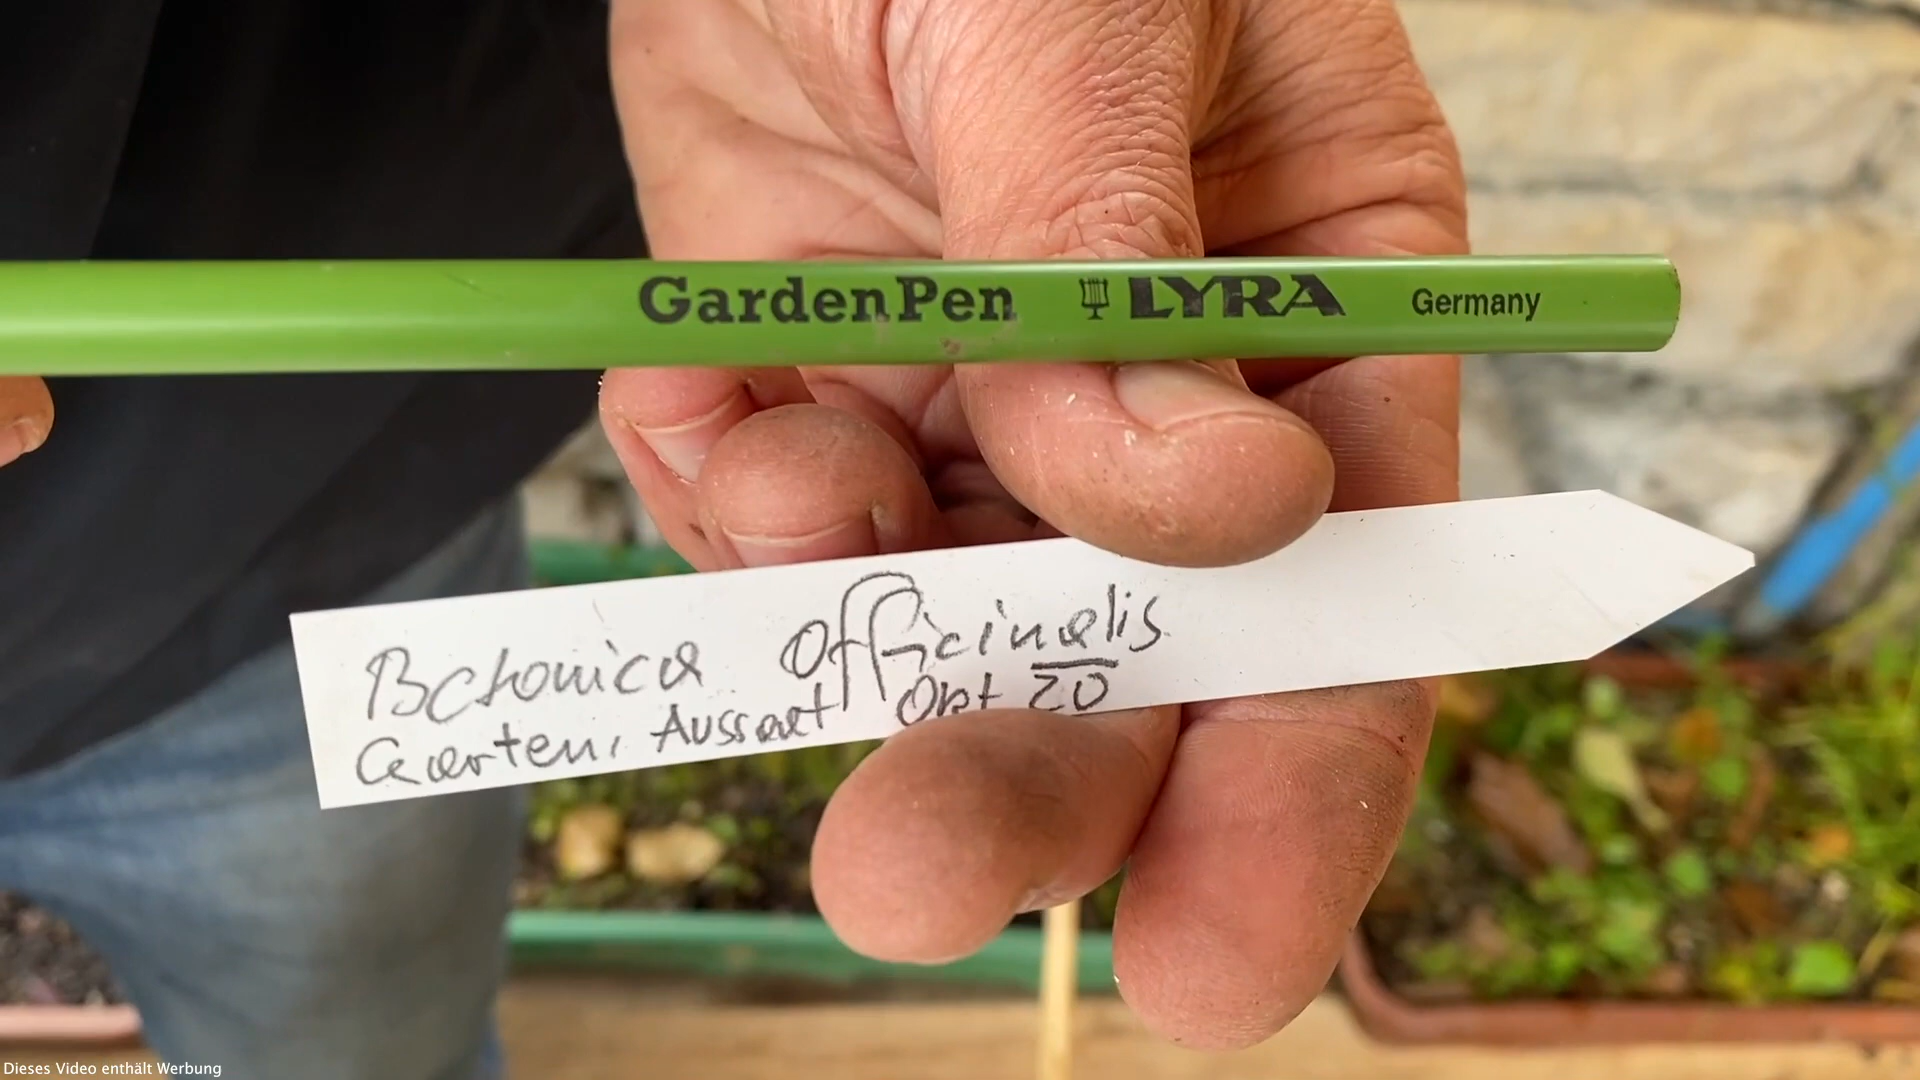 GardenPen LYRA Germany
Betonica officinalis
Garten, Aussaat Okt 20
Dieses Video enthält Werbung